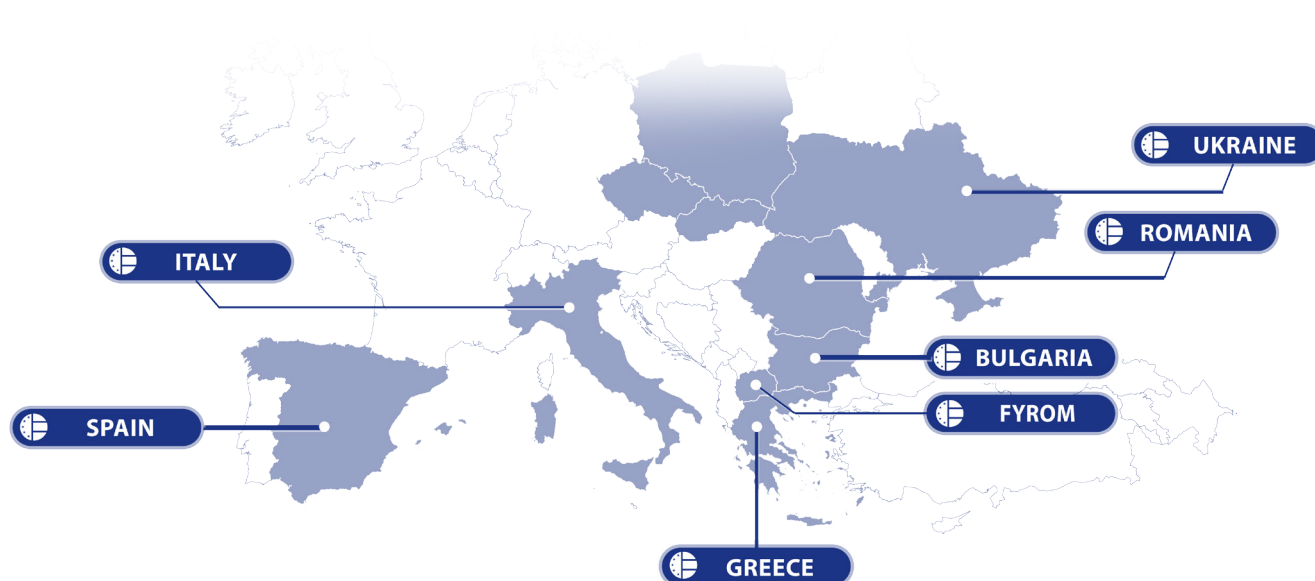 UKRAINE
ROMANIA
ITALY
BULGARIA
FYROM
SPAIN
GREECE